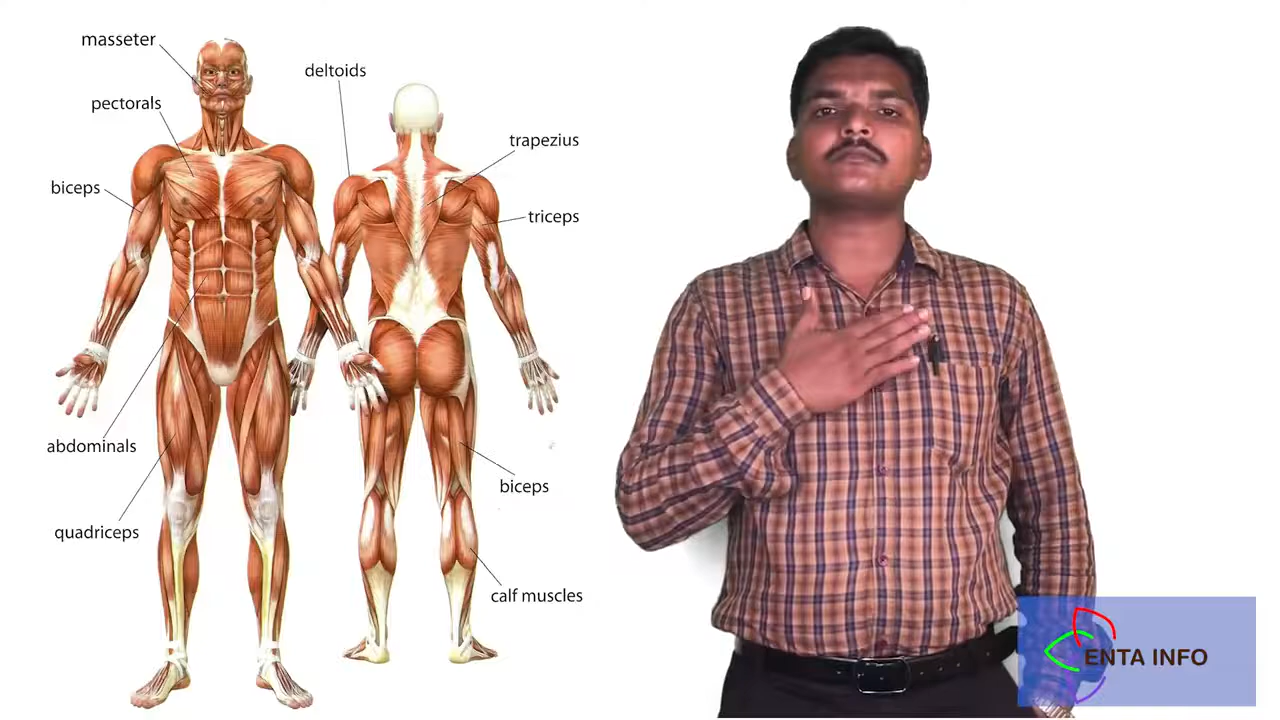 masseter
deltoids
pectorals
trapezius
biceps
triceps
abdominals
biceps
quadriceps
calf muscles
ENTA INFO